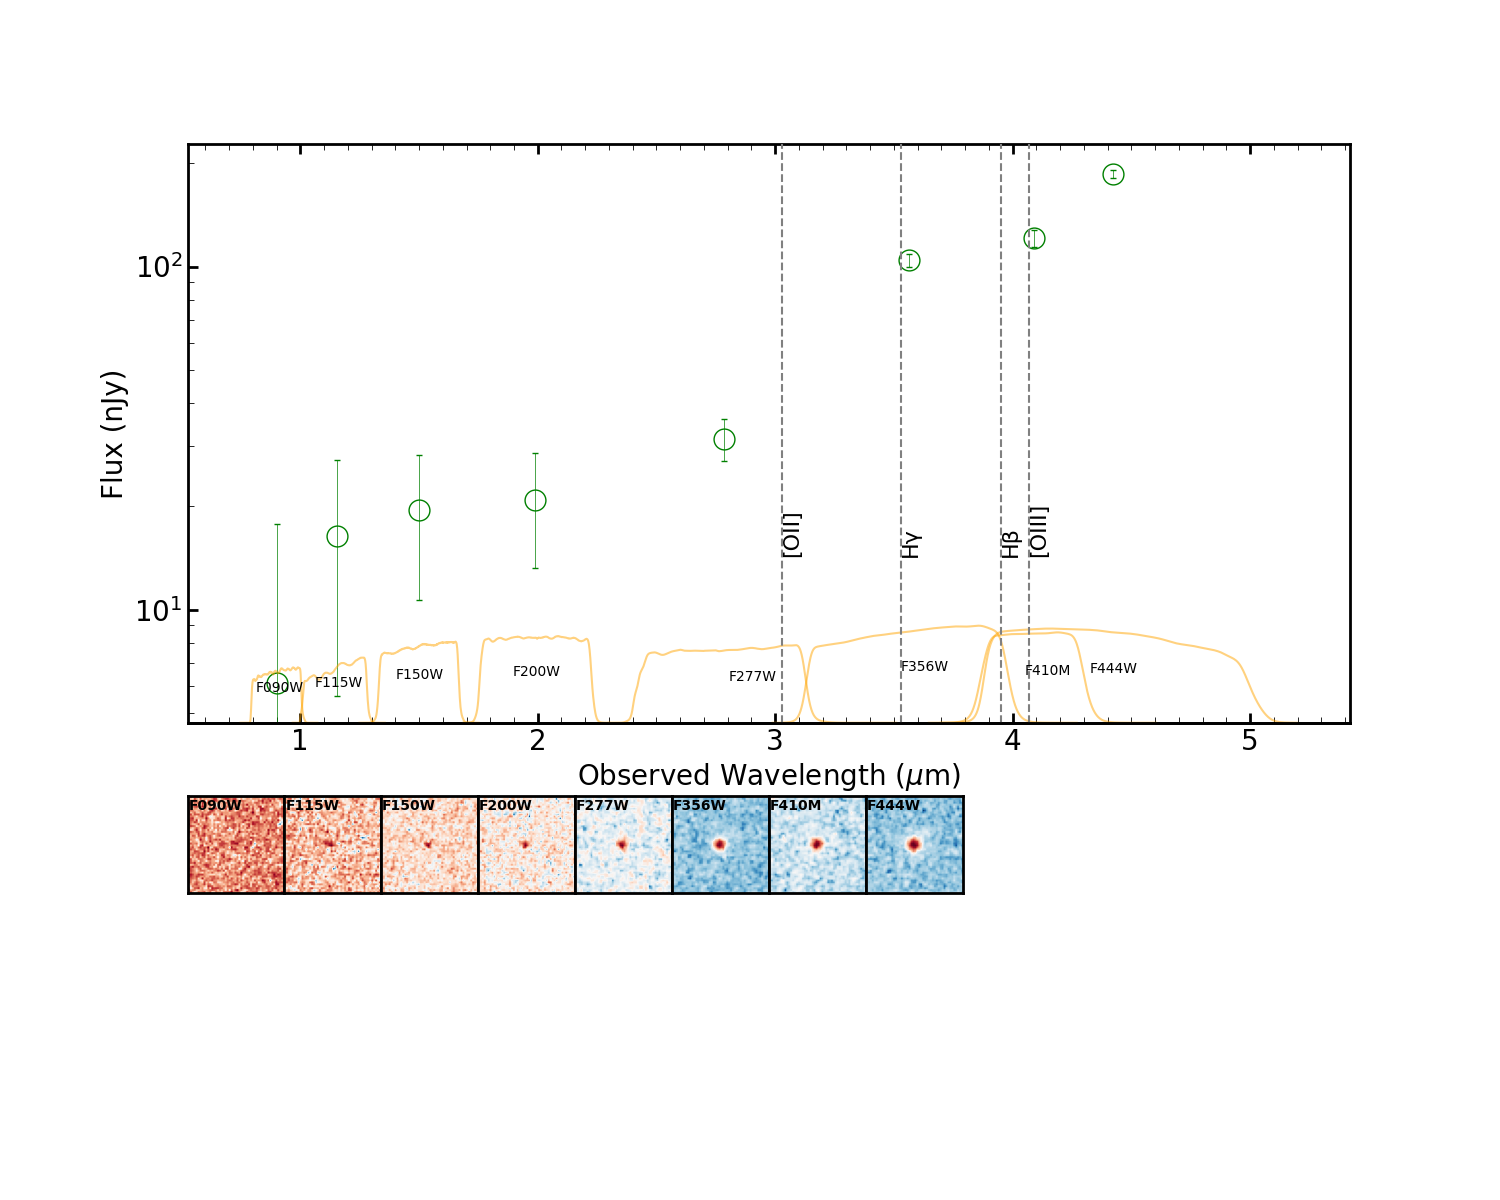 10²
10¹
Flux (nJy)
[OII]
Hγ
Hβ
[OIII]
F090W
F115W
F150W
F200W
F277W
F356W
F410M
F444W
1 2 3 4 5
Observed Wavelength (μm)
F090W F115W F150W F200W F277W F356W F410M F444W